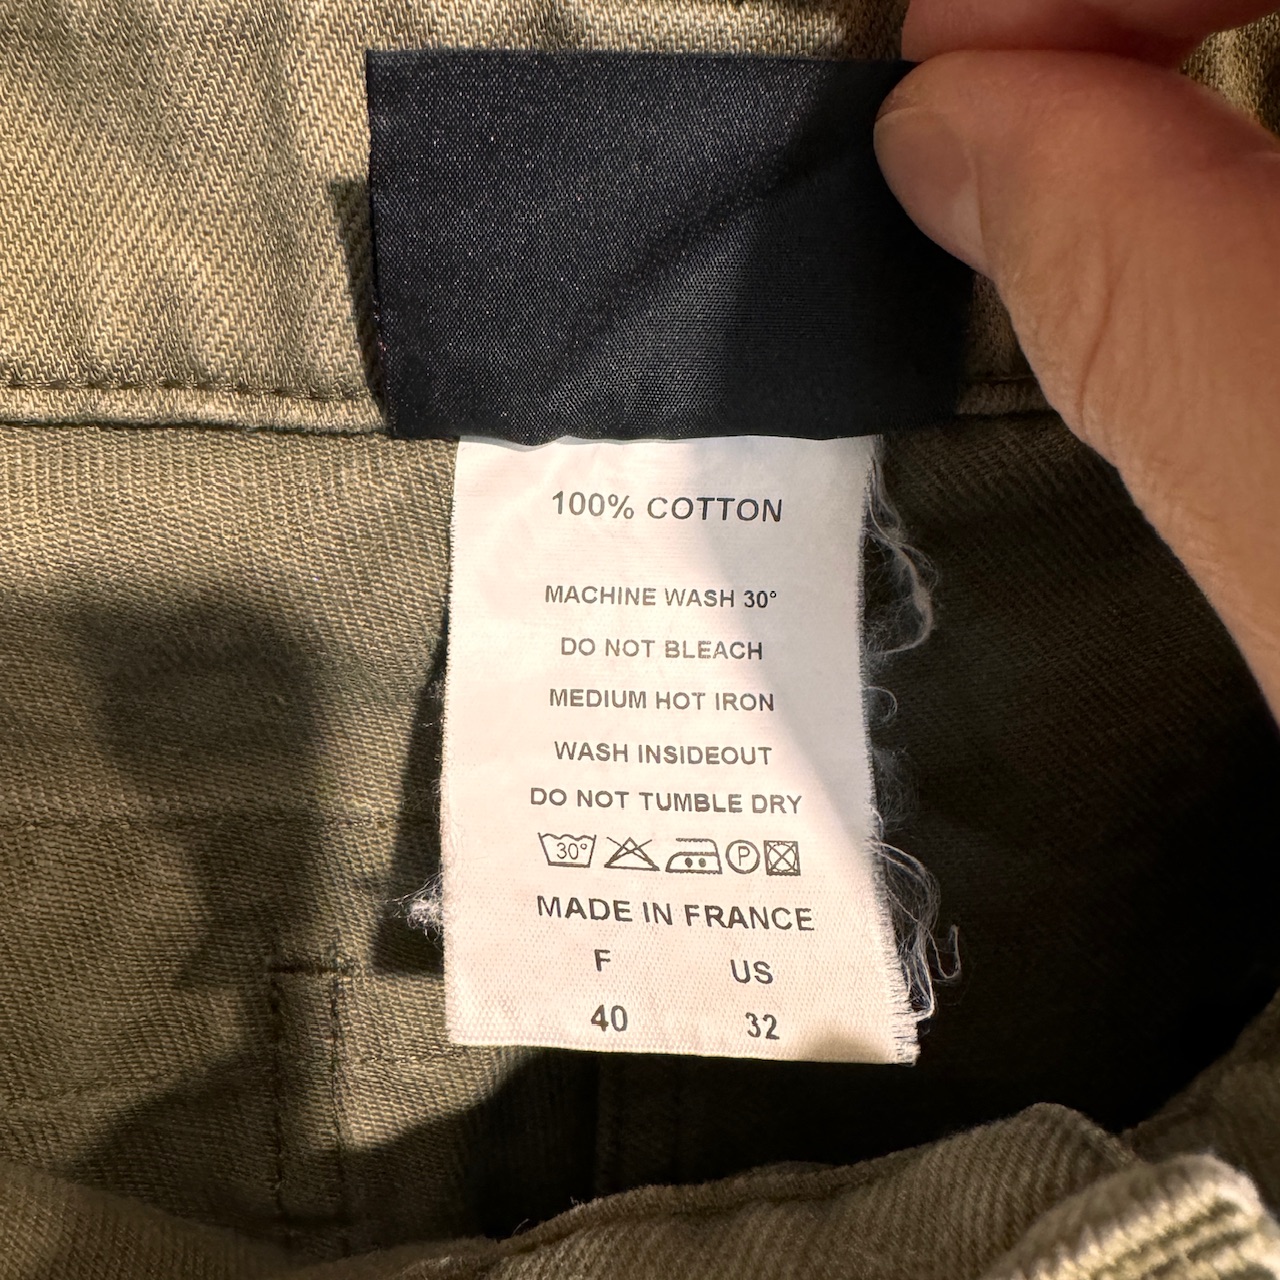 100% COTTON
MACHINE WASH 30°
DO NOT BLEACH
MEDIUM HOT IRON
WASH INSIDEOUT
DO NOT TUMBLE DRY
30° P
MADE IN FRANCE
F US
40 32